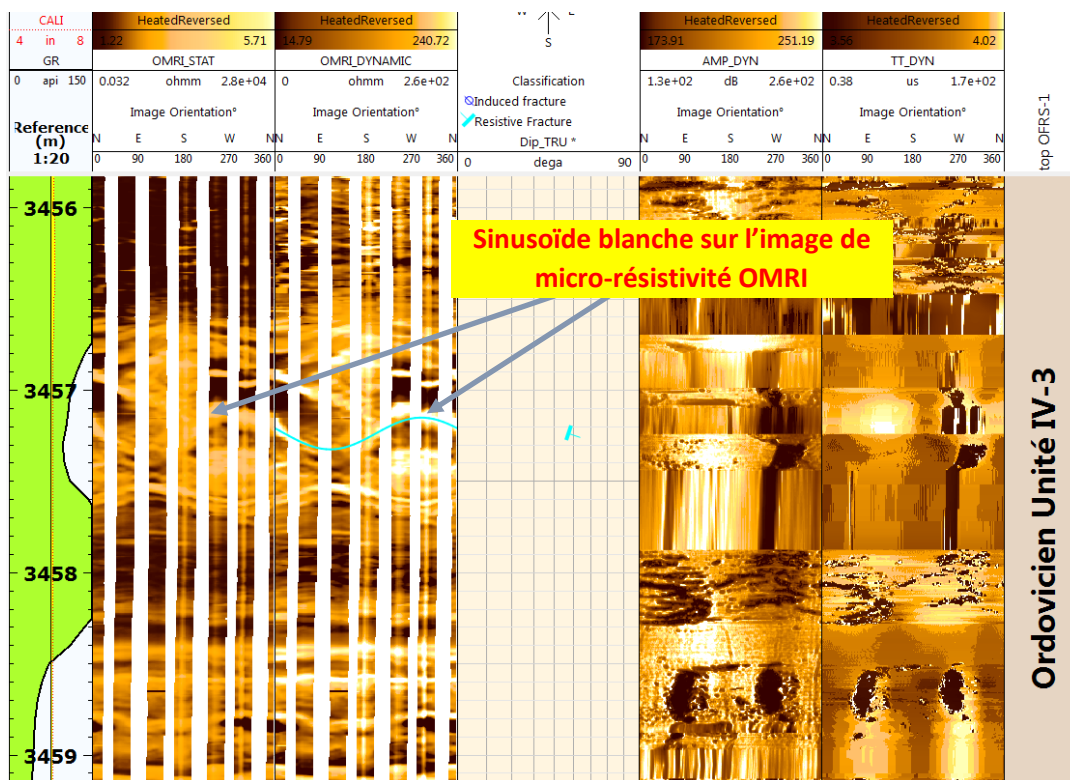 CALI
4 in 8
GR
0 api 150
Reference
(m)
1:20
HeatedReversed
1.22 5.71
OMRI_STAT
0.032 ohmm 2.8e+04
Image Orientation°
N E S W N
0 90 180 270 360
HeatedReversed
14.79 240.72
OMRI_DYNAMIC
0 ohmm 2.6e+02
Image Orientation°
N E S W N
0 90 180 270 360
S
Classification
Induced fracture
Resistive Fracture
Dip_TRU *
0 dega 90
HeatedReversed
173.91 251.19
AMP_DYN
1.3e+02 dB 2.6e+02
Image Orientation°
N E S W N
0 90 180 270 360
HeatedReversed
3.56 4.02
TT_DYN
0.38 us 1.7e+02
Image Orientation°
N E S W N
0 90 180 270 360
top OFRS-1
3456
Sinusoïde blanche sur l’image de
micro-résistivité OMRI
3457
3458
3459
Ordovicien Unité IV-3